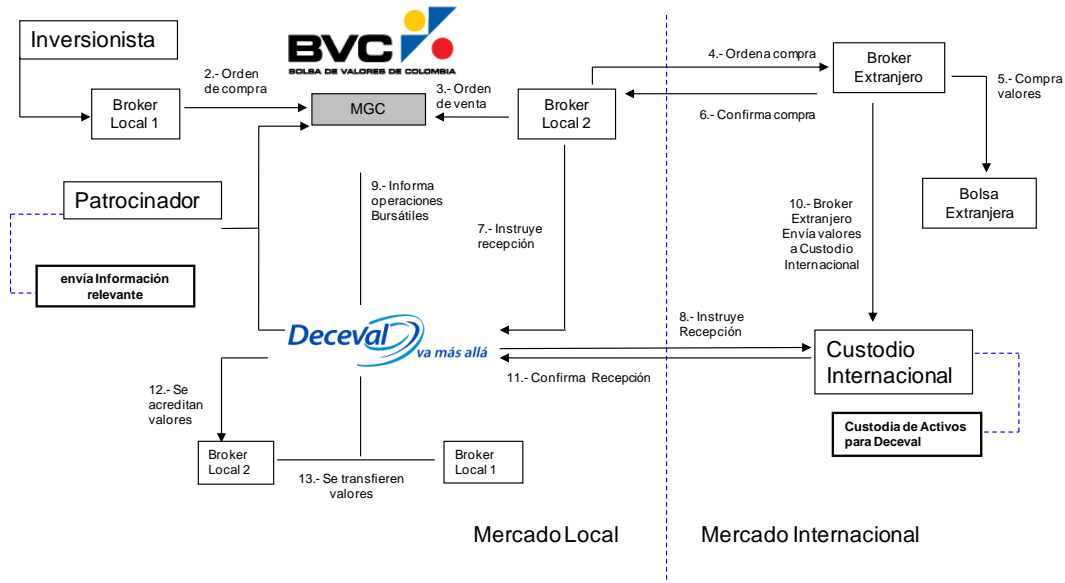 Inversionista
BVC
BOLSA DE VALORES DE COLOMBIA
2.- Orden
de compra
3.- Orden
de venta
4.- Ordena compra
Broker
Extranjero
5.- Compra
valores
Broker
Local 1
MGC
Broker
Local 2
6.- Confirma compra
Patrocinador
9.- Informa
operaciones
Bursátiles
7.- Instruye
recepción
10.- Broker
Extranjero
Envía valores
a Custodio
Internacional
Bolsa
Extranjera
envía Información
relevante
Deceval
va más allá
8.- Instruye
Recepción
Custodio
Internacional
11.- Confirma Recepción
12.- Se
acreditan
valores
Custodia de Activos
para Deceval
Broker
Local 2
Broker
Local 1
13.- Se transfieren
valores
Mercado Local
Mercado Internacional